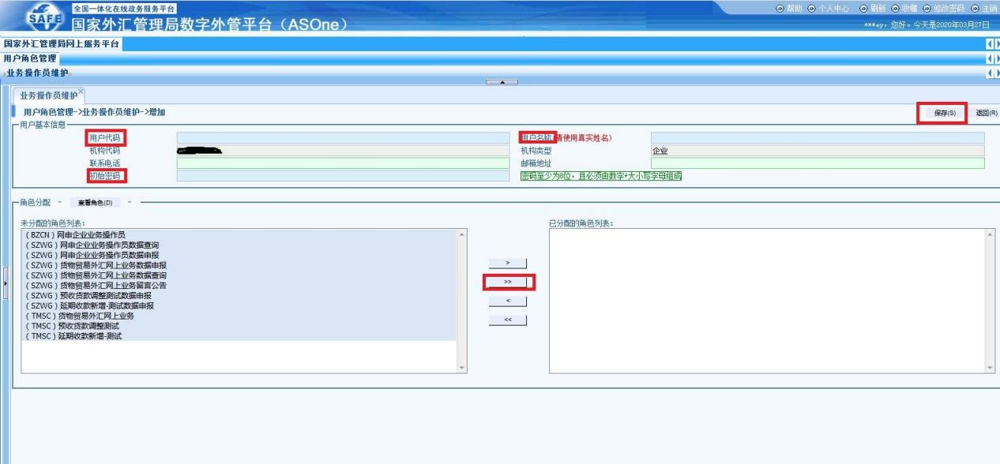 SAFE
全国一体化在线政务服务平台
国家外汇管理局数字外管平台（ASOne）
帮助 个人中心 刷新 收藏 修改密码 注销
***ey，您好。今天是2020年03月27日
国家外汇管理局网上服务平台
用户角色管理
业务操作员维护
业务操作员维护
用户角色管理->业务操作员维护->增加
保存(S) 返回(R)
用户基本信息
用户代码 用户名称(请使用真实姓名)
机构代码 机构类型 企业
联系电话 邮箱地址
初始密码 密码至少为8位，且必须由数字+大小写字母组成
角色分配 - 查看角色(D) -
未分配的角色列表： 已分配的角色列表：
（BZCN）网申企业业务操作员
（SZWG）网申企业业务操作员数据查询
（SZWG）网申企业业务操作员数据申报
（SZWG）货物贸易外汇网上业务数据申报
（SZWG）货物贸易外汇网上业务数据查询
（SZWG）货物贸易外汇网上业务留言公告
（SZWG）预收货款调整测试数据申报
（SZWG）延期收款新增-测试数据申报
（TMSC）货物贸易外汇网上业务
（TMSC）预收货款调整测试
（TMSC）延期收款新增-测试
>
>>
<
<<